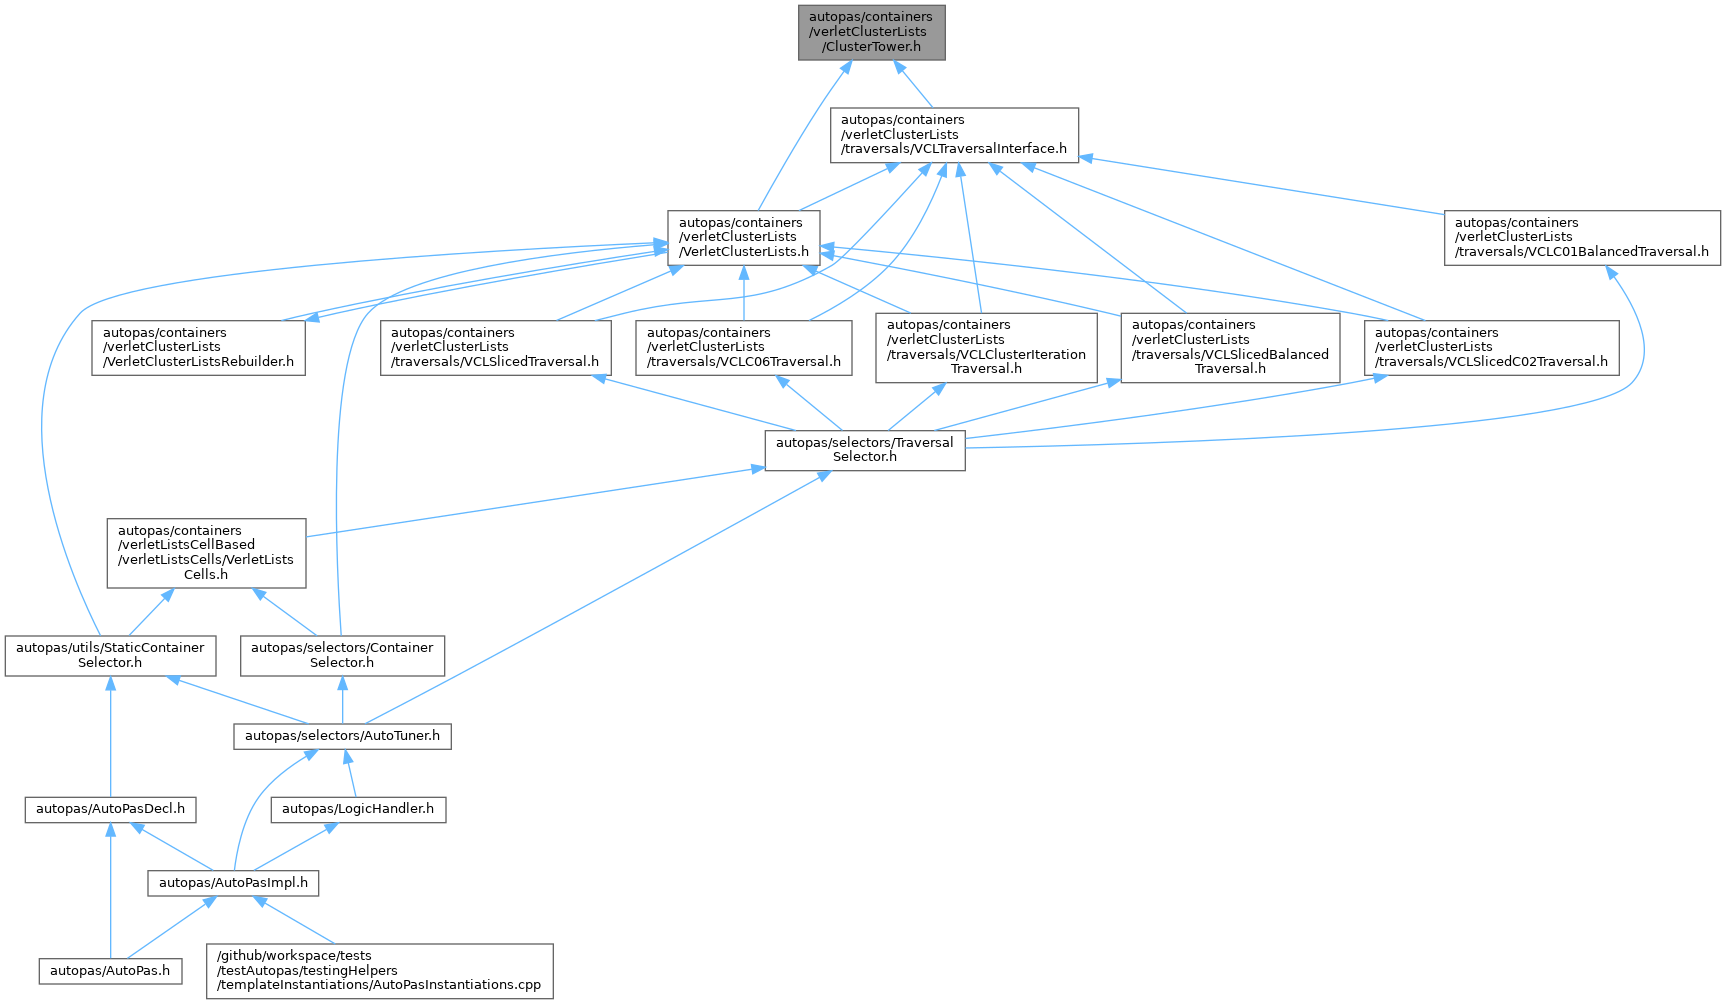 autopas/containers
/verletClusterLists
/ClusterTower.h
autopas/containers
/verletClusterLists
/traversals/VCLTraversalInterface.h
autopas/containers
/verletClusterLists
/VerletClusterLists.h
autopas/containers
/verletClusterLists
/traversals/VCLC01BalancedTraversal.h
autopas/containers
/verletClusterLists
/VerletClusterListsRebuilder.h
autopas/containers
/verletClusterLists
/traversals/VCLSlicedTraversal.h
autopas/containers
/verletClusterLists
/traversals/VCLC06Traversal.h
autopas/containers
/verletClusterLists
/traversals/VCLClusterIteration
Traversal.h
autopas/containers
/verletClusterLists
/traversals/VCLSlicedBalanced
Traversal.h
autopas/containers
/verletClusterLists
/traversals/VCLSlicedC02Traversal.h
autopas/selectors/Traversal
Selector.h
autopas/containers
/verletListsCellBased
/verletListsCells/VerletLists
Cells.h
autopas/utils/StaticContainer
Selector.h
autopas/selectors/Container
Selector.h
autopas/selectors/AutoTuner.h
autopas/AutoPasDecl.h
autopas/LogicHandler.h
autopas/AutoPasImpl.h
autopas/AutoPas.h
/github/workspace/tests
/testAutopas/testingHelpers
/templateInstantiations/AutoPasInstantiations.cpp